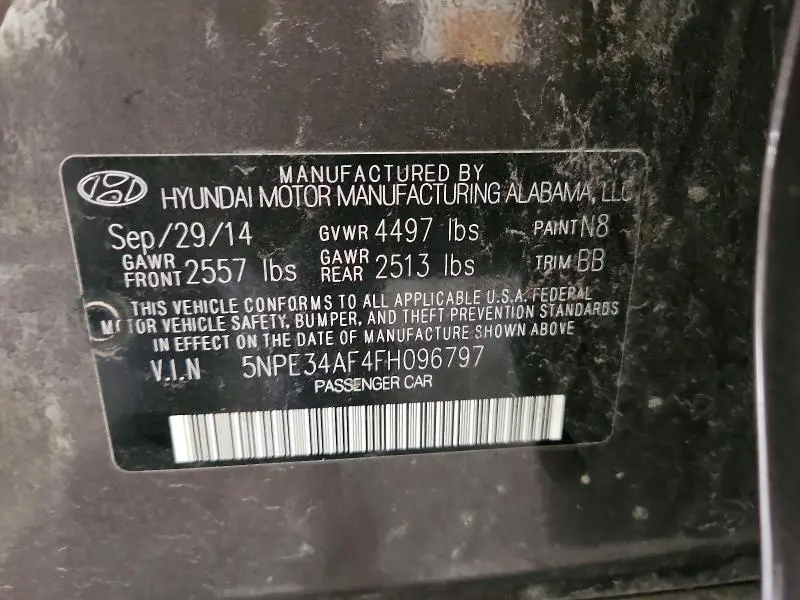 MANUFACTURED BY
HYUNDAI MOTOR MANUFACTURING ALABAMA, LLC
Sep/29/14 GVWR 4497 lbs PAINT N8
GAWR FRONT 2557 lbs GAWR REAR 2513 lbs TRIM BB
THIS VEHICLE CONFORMS TO ALL APPLICABLE U.S.A. FEDERAL
MOTOR VEHICLE SAFETY, BUMPER, AND THEFT PREVENTION STANDARDS
IN EFFECT ON THE DATE OF MANUFACTURE SHOWN ABOVE
V.I.N 5NPE34AF4FH096797
PASSENGER CAR